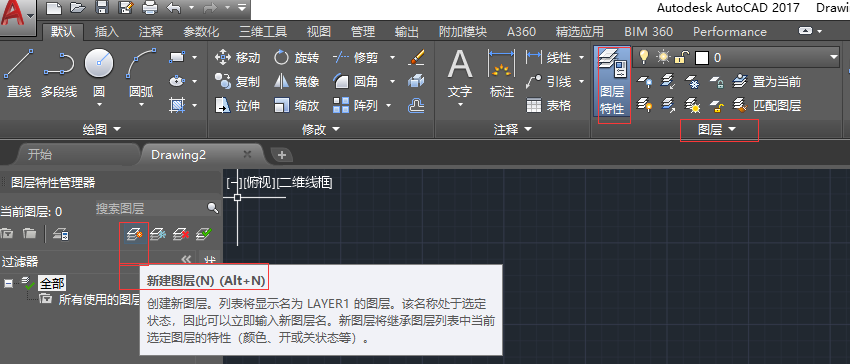 Autodesk AutoCAD 2017 Drawi
默认 插入 注释 参数化 三维工具 可视化 视图 管理 输出 附加模块 A360 精选应用 BIM 360 Performance
直线 多段线 圆 圆弧
移动 旋转 修剪
复制 镜像 圆角
拉伸 缩放 阵列
文字 标注
线性
引线
表格
图层
特性
0
置为当前
匹配图层
绘图 修改 注释 图层
开始 Drawing2
图层特性管理器
[−][俯视][二维线框]
当前图层: 0 搜索图层
过滤器
全部
所有使用的图层
新建图层(N) (Alt+N)
创建新图层。列表将显示名为 LAYER1 的图层。该名称处于选定
状态，因此可以立即输入新图层名。新图层将继承图层列表中当前
选定图层的特性（颜色、开或关状态等）。